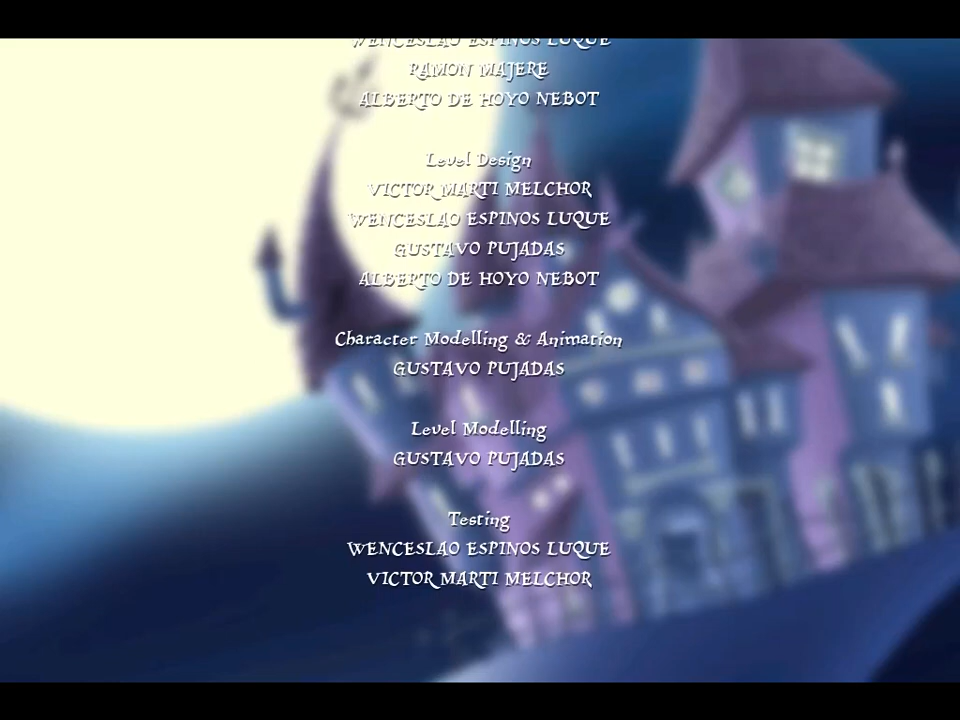 WENCESLAO ESPINOS LUQUE
RAMON MAJERE
ALBERTO DE HOYO NEBOT
Level Design
VICTOR MARTI MELCHOR
WENCESLAO ESPINOS LUQUE
GUSTAVO PUJADAS
ALBERTO DE HOYO NEBOT
Character Modelling & Animation
GUSTAVO PUJADAS
Level Modelling
GUSTAVO PUJADAS
Testing
WENCESLAO ESPINOS LUQUE
VICTOR MARTI MELCHOR